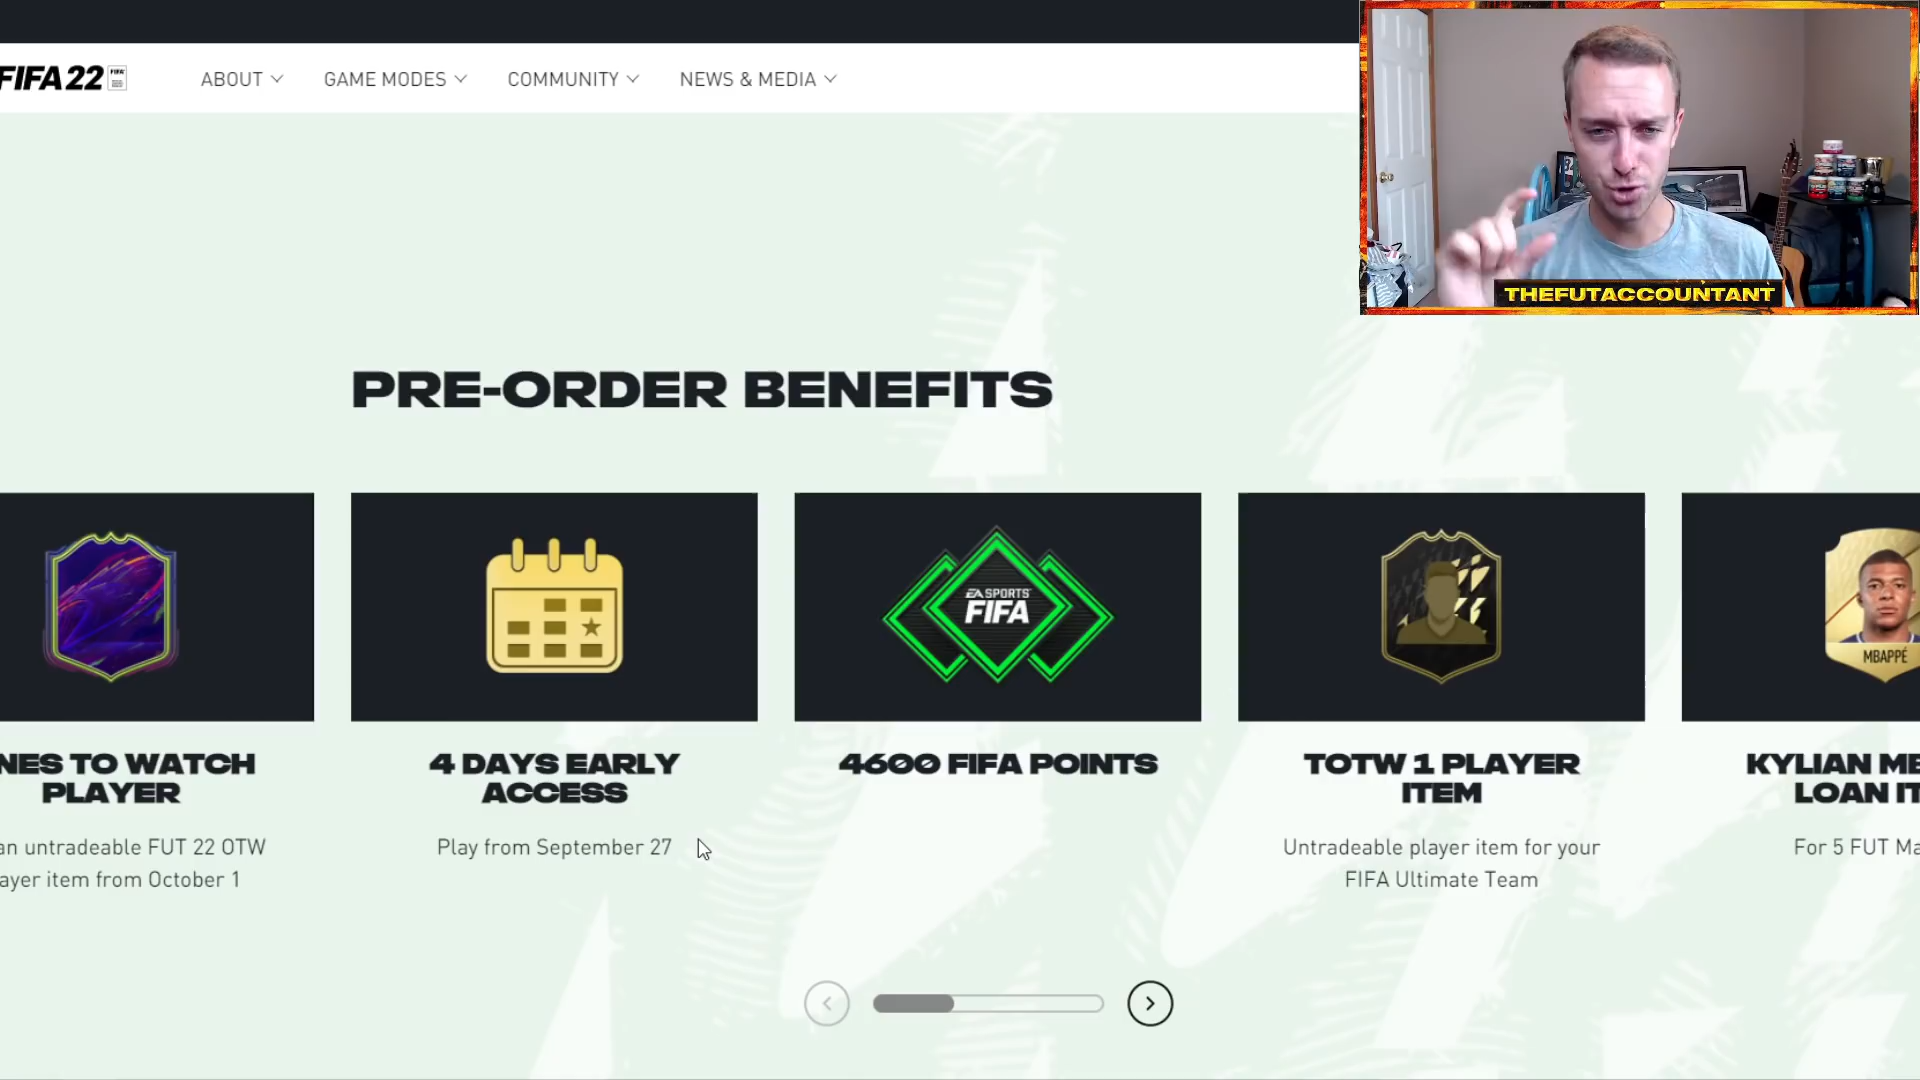 FIFA 22
ABOUT
GAME MODES
COMMUNITY
NEWS & MEDIA
THEFUTACCOUNTANT
PRE-ORDER BENEFITS
EA SPORTS
FIFA
MBAPPÉ
NES TO WATCH
PLAYER
an untradeable FUT 22 OTW
ayer item from October 1
4 DAYS EARLY
ACCESS
Play from September 27
4600 FIFA POINTS
TOTW 1 PLAYER
ITEM
Untradeable player item for your
FIFA Ultimate Team
KYLIAN
LOAN
For 5 FUT